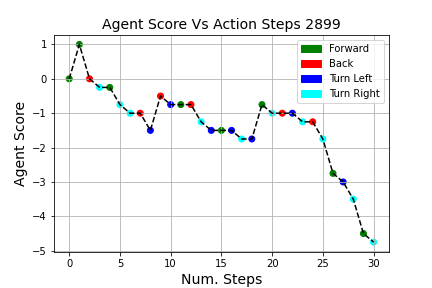 Agent Score Vs Action Steps 2899
Forward
Back
Turn Left
Turn Right
Agent Score
1
0
−1
−2
−3
−4
−5
0 5 10 15 20 25 30
Num. Steps